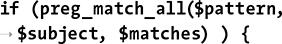 if (preg_match_all($pattern,
→$subject, $matches) ) {